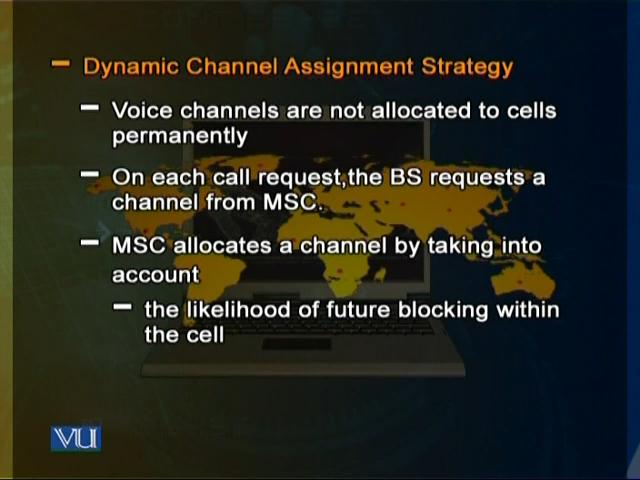 – Dynamic Channel Assignment Strategy
– Voice channels are not allocated to cells
permanently
– On each call request,the BS requests a
channel from MSC.
– MSC allocates a channel by taking into
account
– the likelihood of future blocking within
the cell
VU